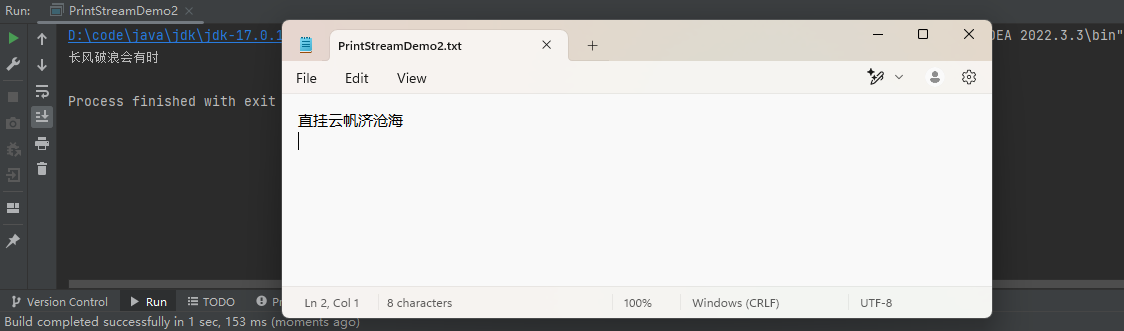 Run: PrintStreamDemo2
D:\code\java\jdk\jdk-17.0.1
DEA 2022.3.3\bin"
长风破浪会有时
Process finished with exit
PrintStreamDemo2.txt
File Edit View
直挂云帆济沧海
Ln 2, Col 1 8 characters 100% Windows (CRLF) UTF-8
Version Control Run TODO
Build completed successfully in 1 sec, 153 ms (moments ago)